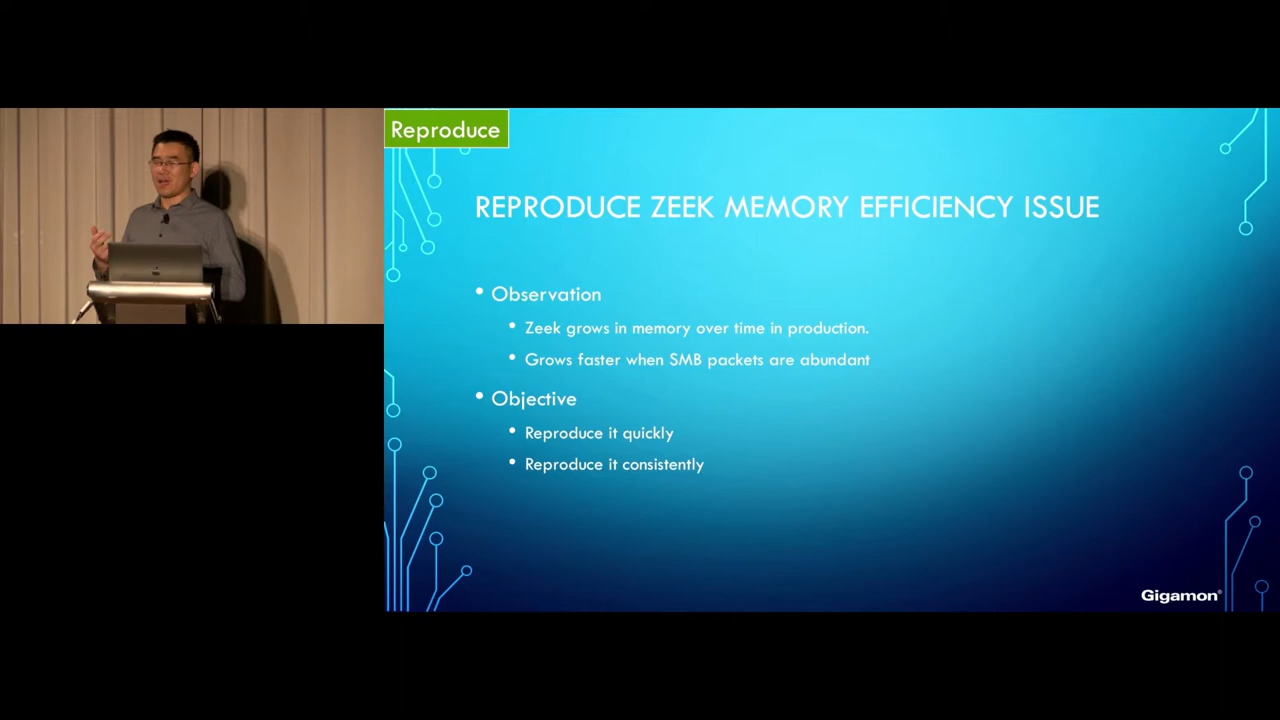 Reproduce
REPRODUCE ZEEK MEMORY EFFICIENCY ISSUE
• Observation
• Zeek grows in memory over time in production.
• Grows faster when SMB packets are abundant
• Objective
• Reproduce it quickly
• Reproduce it consistently
Gigamon®